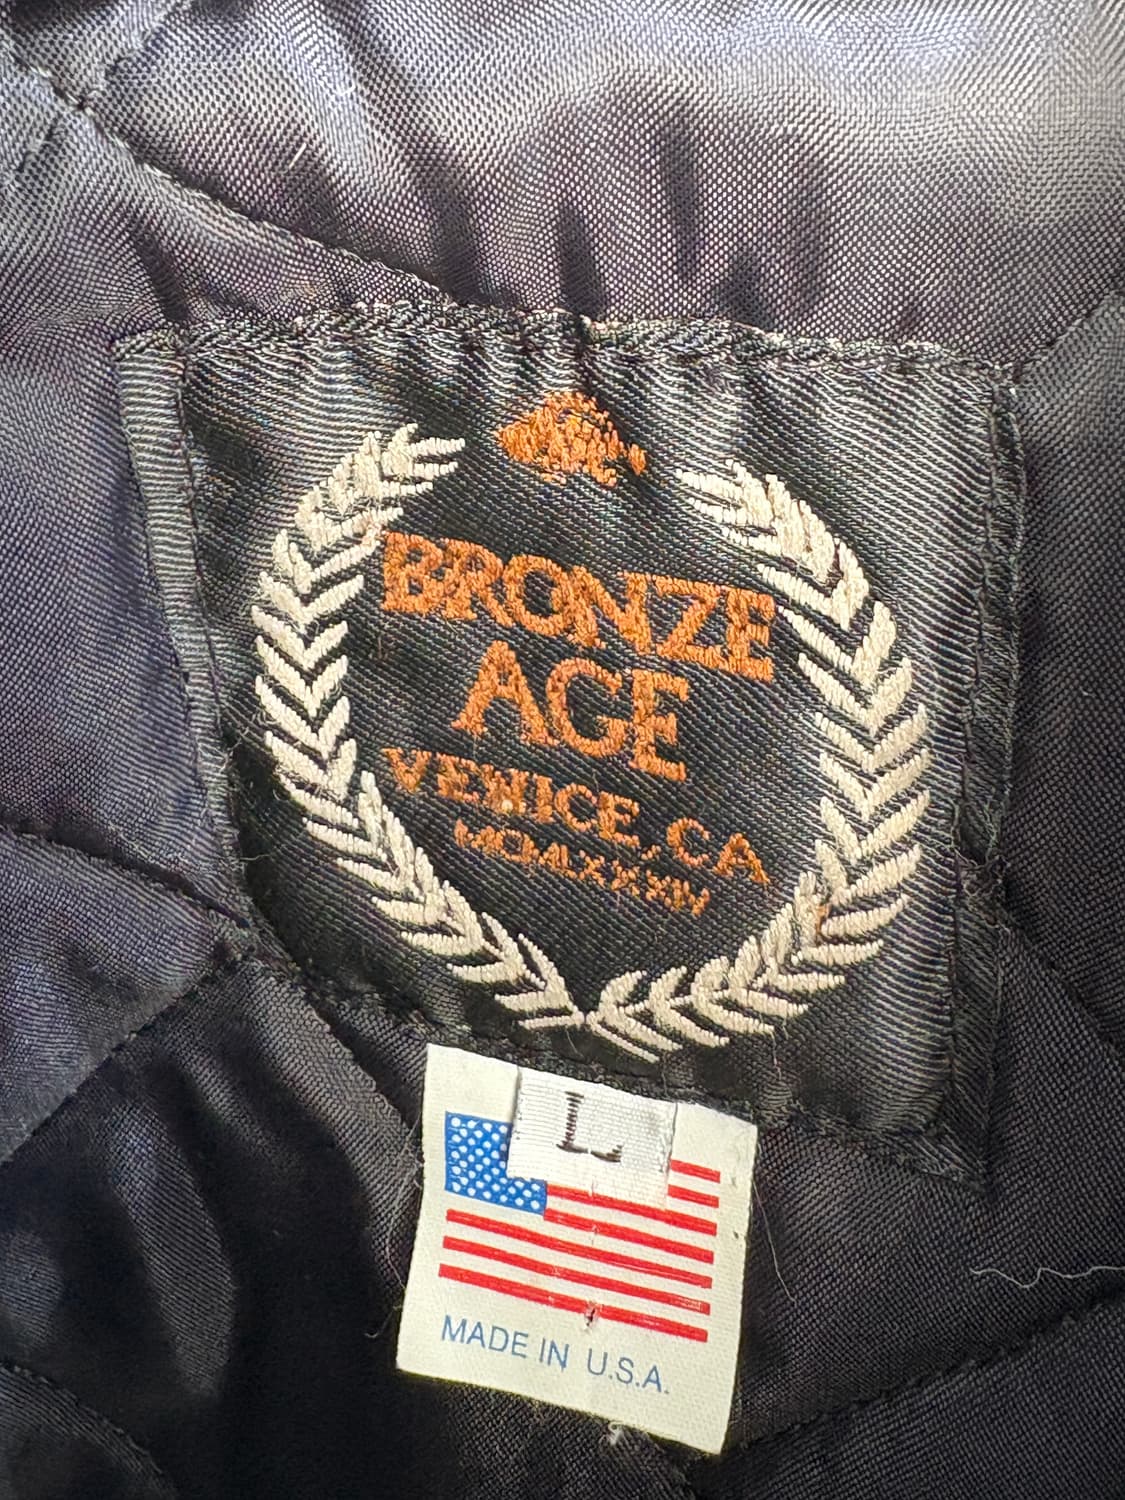 BRONZE
AGE
VENICE, CA
L
MADE IN U.S.A.